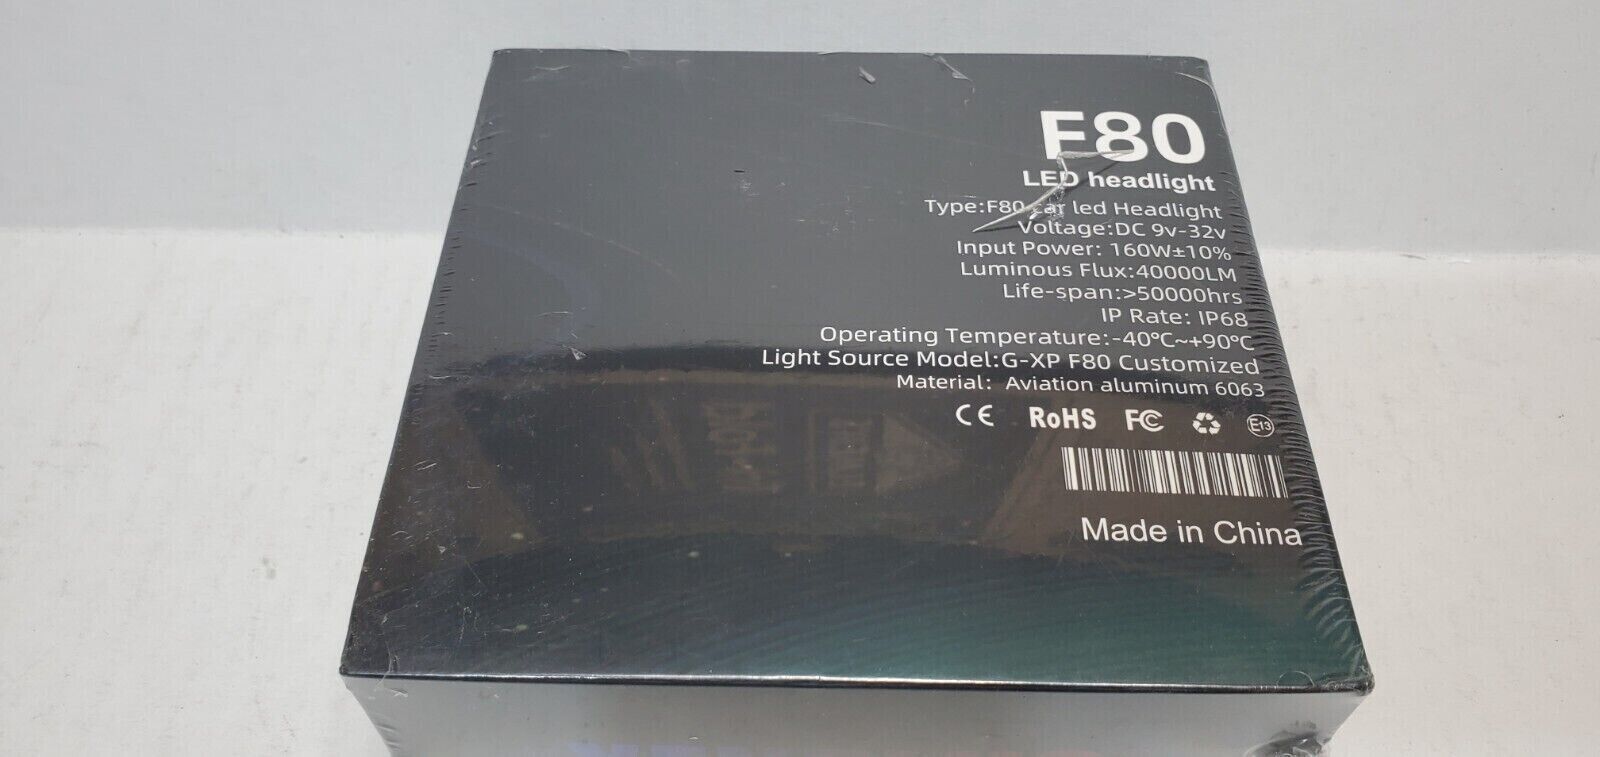 F80
LED headlight
Type:F80 car led Headlight
Voltage:DC 9v-32v
Input Power: 160W±10%
Luminous Flux:40000LM
Life-span:>50000hrs
IP Rate: IP68
Operating Temperature:-40℃~+90℃
Light Source Model:G-XP F80 Customized
Material: Aviation aluminum 6063
CE RoHS FC E13
Made in China